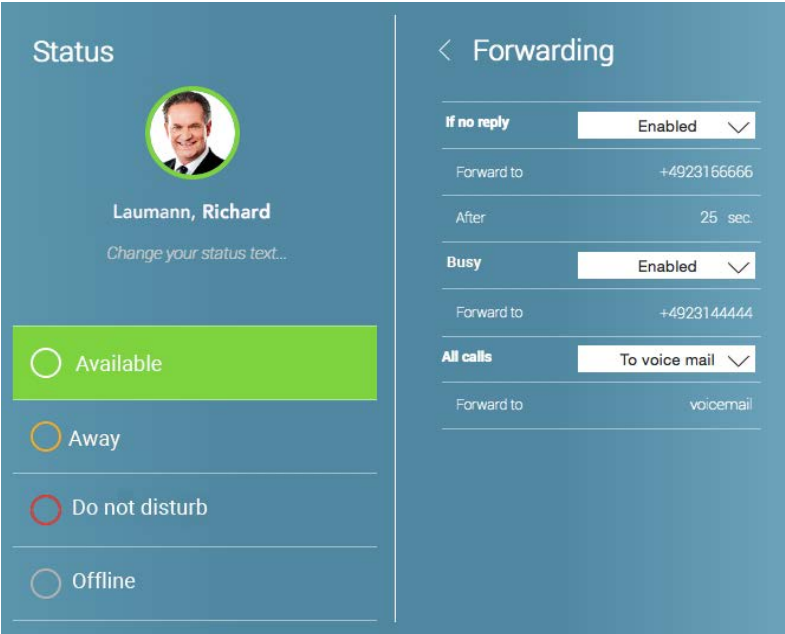 Status
Laumann, Richard
Change your status text...
Available
Away
Do not disturb
Offline
Forwarding
If no reply Enabled
Forward to +4923166666
After 25 sec.
Busy Enabled
Forward to +4923144444
All calls To voice mail
Forward to voicemail